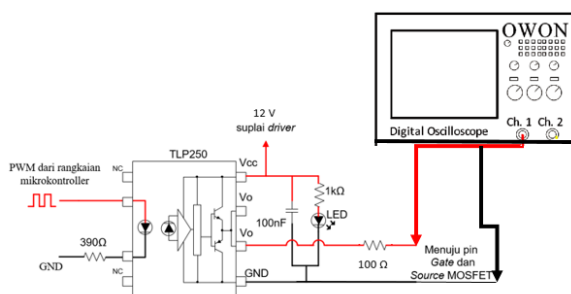 OWON
Ch. 1 Ch. 2
Digital Oscilloscope
12 V
suplai driver
TLP250
PWM dari rangkaian
mikrokontroller
NC
Vcc
1kΩ
Vo
LED
100nF
Vo
390Ω
GND
GND
NC
100 Ω
Menuju pin
Gate dan
Source MOSFET